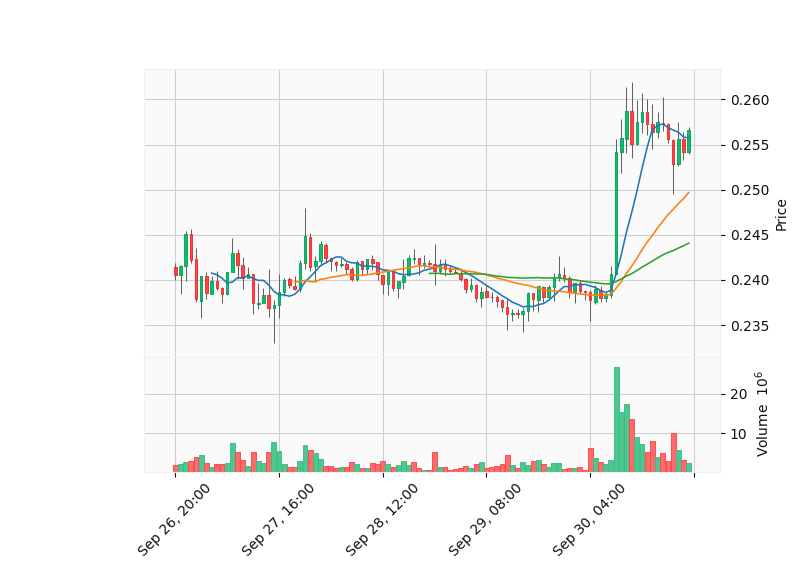 0.260
0.255
0.250
0.245
0.240
0.235
Price
20
10
Volume 10^6
Sep 26, 20:00
Sep 27, 16:00
Sep 28, 12:00
Sep 29, 08:00
Sep 30, 04:00